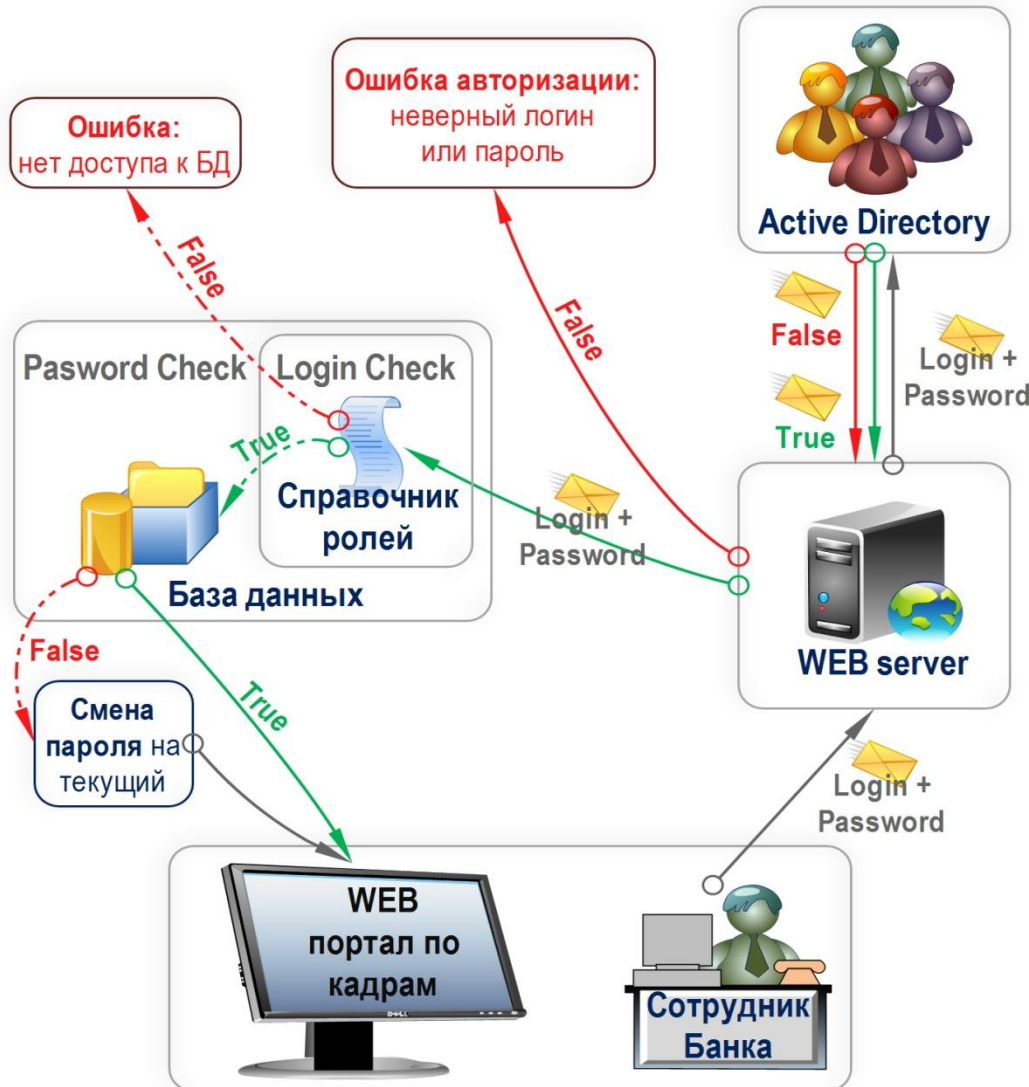 Ошибка:
нет доступа к БД
Ошибка авторизации:
неверный логин
или пароль
Active Directory
False
False
False
True
Login +
Password
Pasword Check
Login Check
True
Справочник
ролей
База данных
Login +
Password
WEB server
False
True
Смена
пароля на
текущий
Login +
Password
WEB
портал по
кадрам
DELL
Сотрудник
Банка